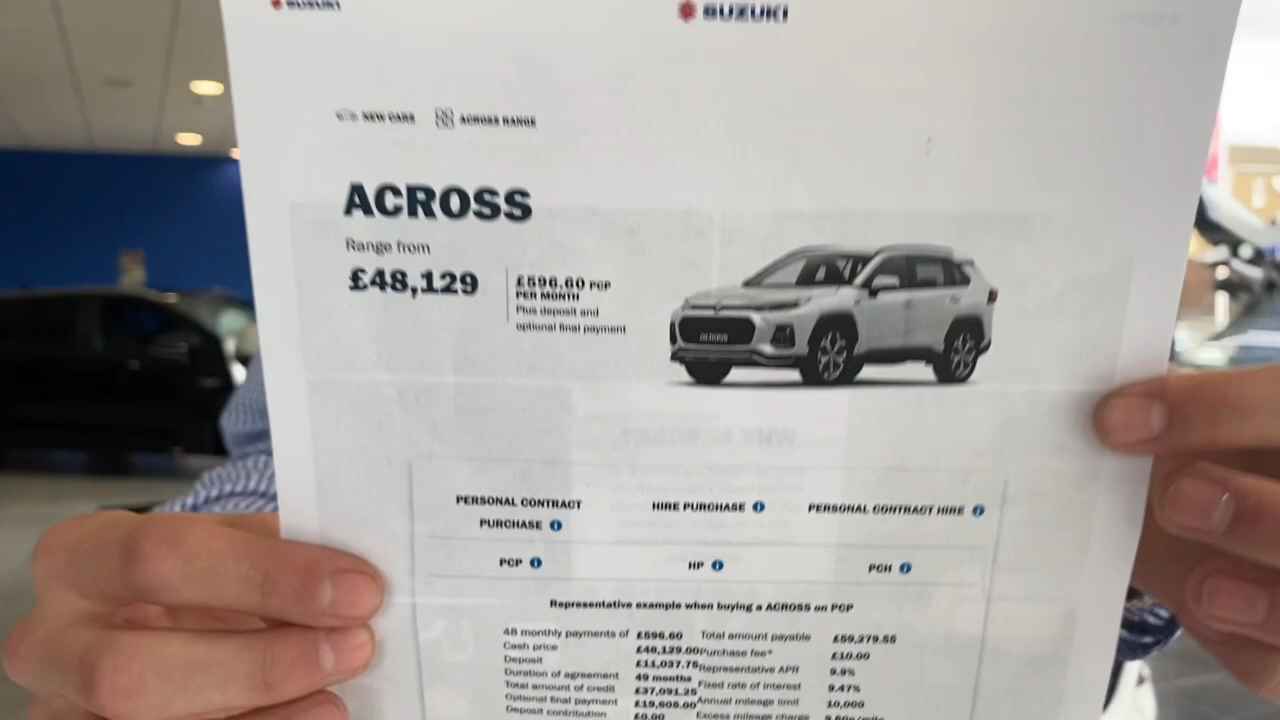 SUZUKI
SUZUKI
NEW CARS ACROSS RANGE
ACROSS
Range from
£48,129
£596.60 PCP
PER MONTH
Plus deposit and
optional final payment
ACROSS
PERSONAL CONTRACT
PURCHASE
HIRE PURCHASE
PERSONAL CONTRACT HIRE
PCP
HP
PCH
Representative example when buying a ACROSS on PCP
48 monthly payments of £596.60 Total amount payable £59,279.55
Cash price £48,129.00 Purchase fee* £10.00
Deposit £11,037.75 Representative APR 9.9%
Duration of agreement 49 months Fixed rate of interest 9.47%
Total amount of credit £37,091.25 Annual mileage limit 10,000
Optional final payment £19,605.00 Excess mileage charge
Deposit contribution £0.00